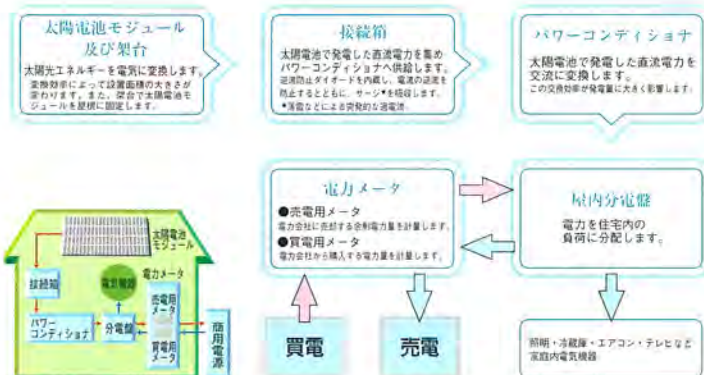 太陽電池モジュール
及び架台
太陽光エネルギーを電気に変換します。
変換効率によって設置面積の大きさが
変わります。また、架台で太陽電池モ
ジュールを屋根に固定します。
接続箱
太陽電池で発電した直流電力を集め
パワーコンディショナへ供給します。
逆流防止ダイオードを内蔵し、電流の逆流を
防止するとともに、サージ*を吸収します。
*落雷などによる突発的な過電流
パワーコンディショナ
太陽電池で発電した直流電力を
交流に変換します。
この交換効率が発電量に大きく影響します。
電力メータ
●売電用メータ
電力会社に売却する余剰電力量を計量します。
●買電用メータ
電力会社から購入する電力量を計量します。
屋内分電盤
電力を住宅内の
負荷に分配します。
買電
売電
照明・冷蔵庫・エアコン・テレビなど
家庭内電気機器
太陽電池
モジュール
接続箱
電気機器
電力メータ
売電用
メータ
パワー
コンディショナ
分電盤
買電用
メータ
商用電源